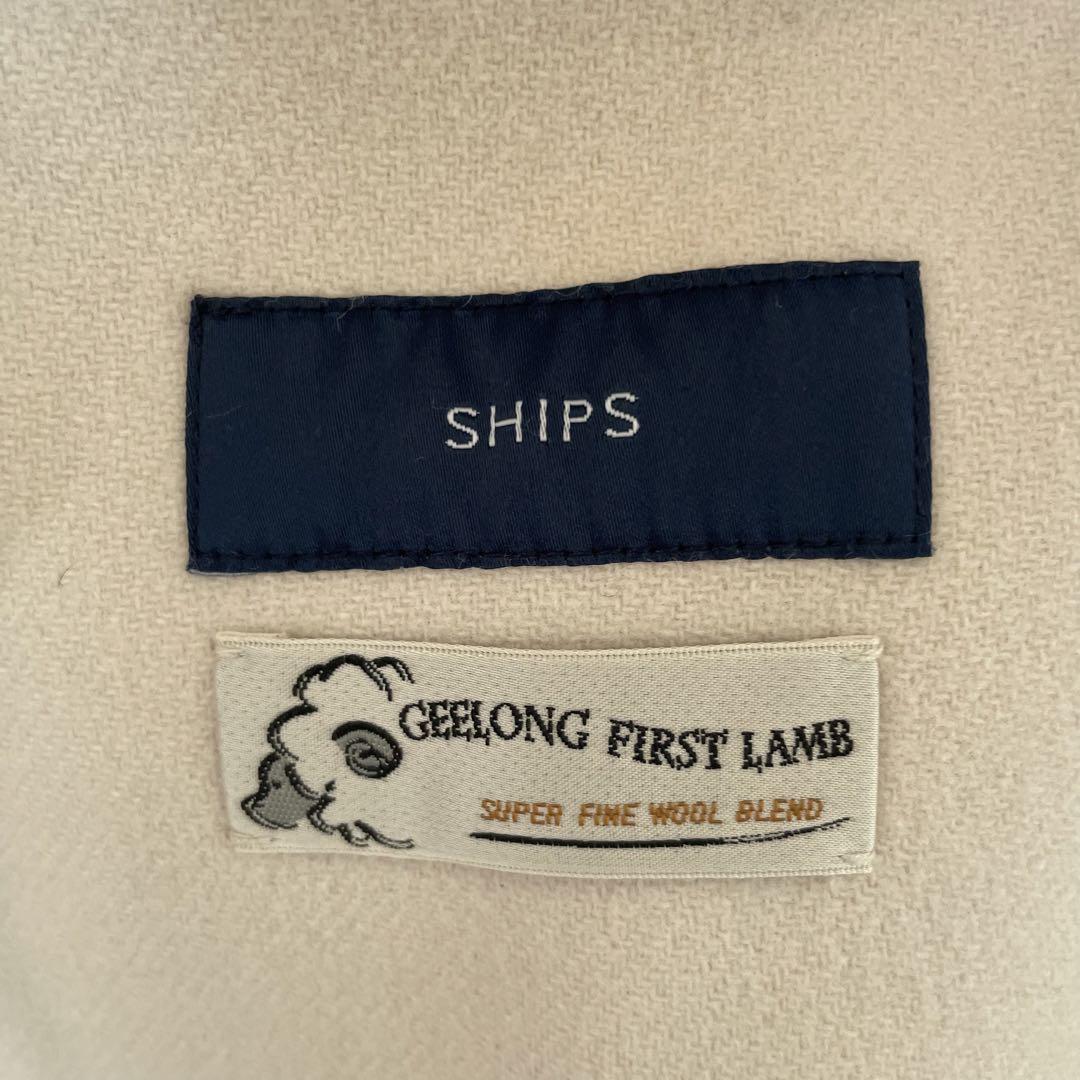 SHIPS
GEELONG FIRST LAMB
SUPER FINE WOOL BLEND